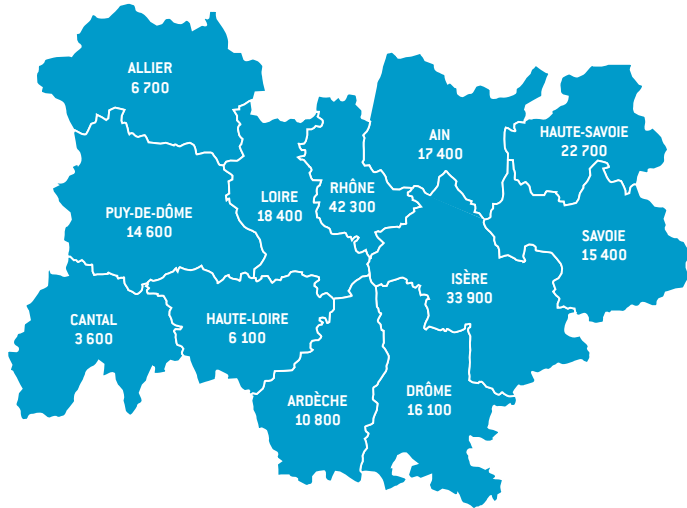 ALLIER
6 700
AIN
17 400
HAUTE-SAVOIE
22 700
PUY-DE-DÔME
14 600
LOIRE
18 400
RHÔNE
42 300
SAVOIE
15 400
ISÈRE
33 900
CANTAL
3 600
HAUTE-LOIRE
6 100
ARDÈCHE
10 800
DRÔME
16 100